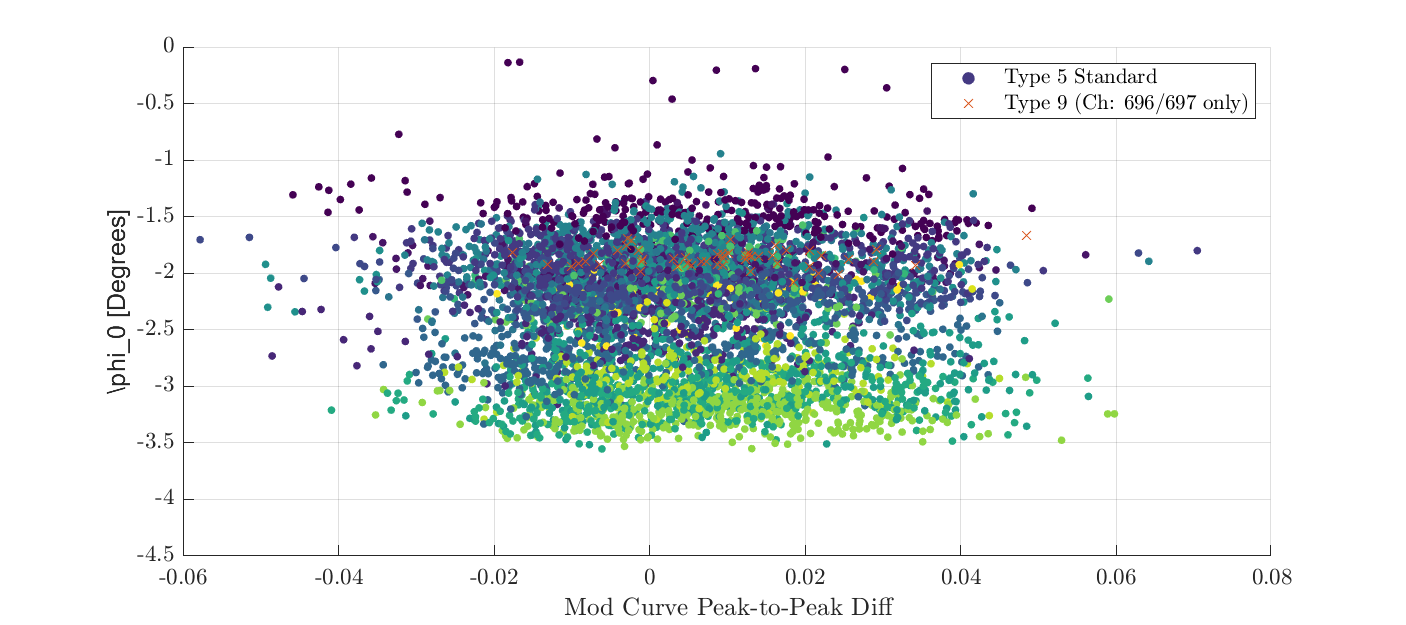 0
-0.5
-1
-1.5
-2
-2.5
-3
-3.5
-4
-4.5
\phi_0 [Degrees]
Type 5 Standard
Type 9 (Ch: 696/697 only)
-0.06 -0.04 -0.02 0 0.02 0.04 0.06 0.08
Mod Curve Peak-to-Peak Diff